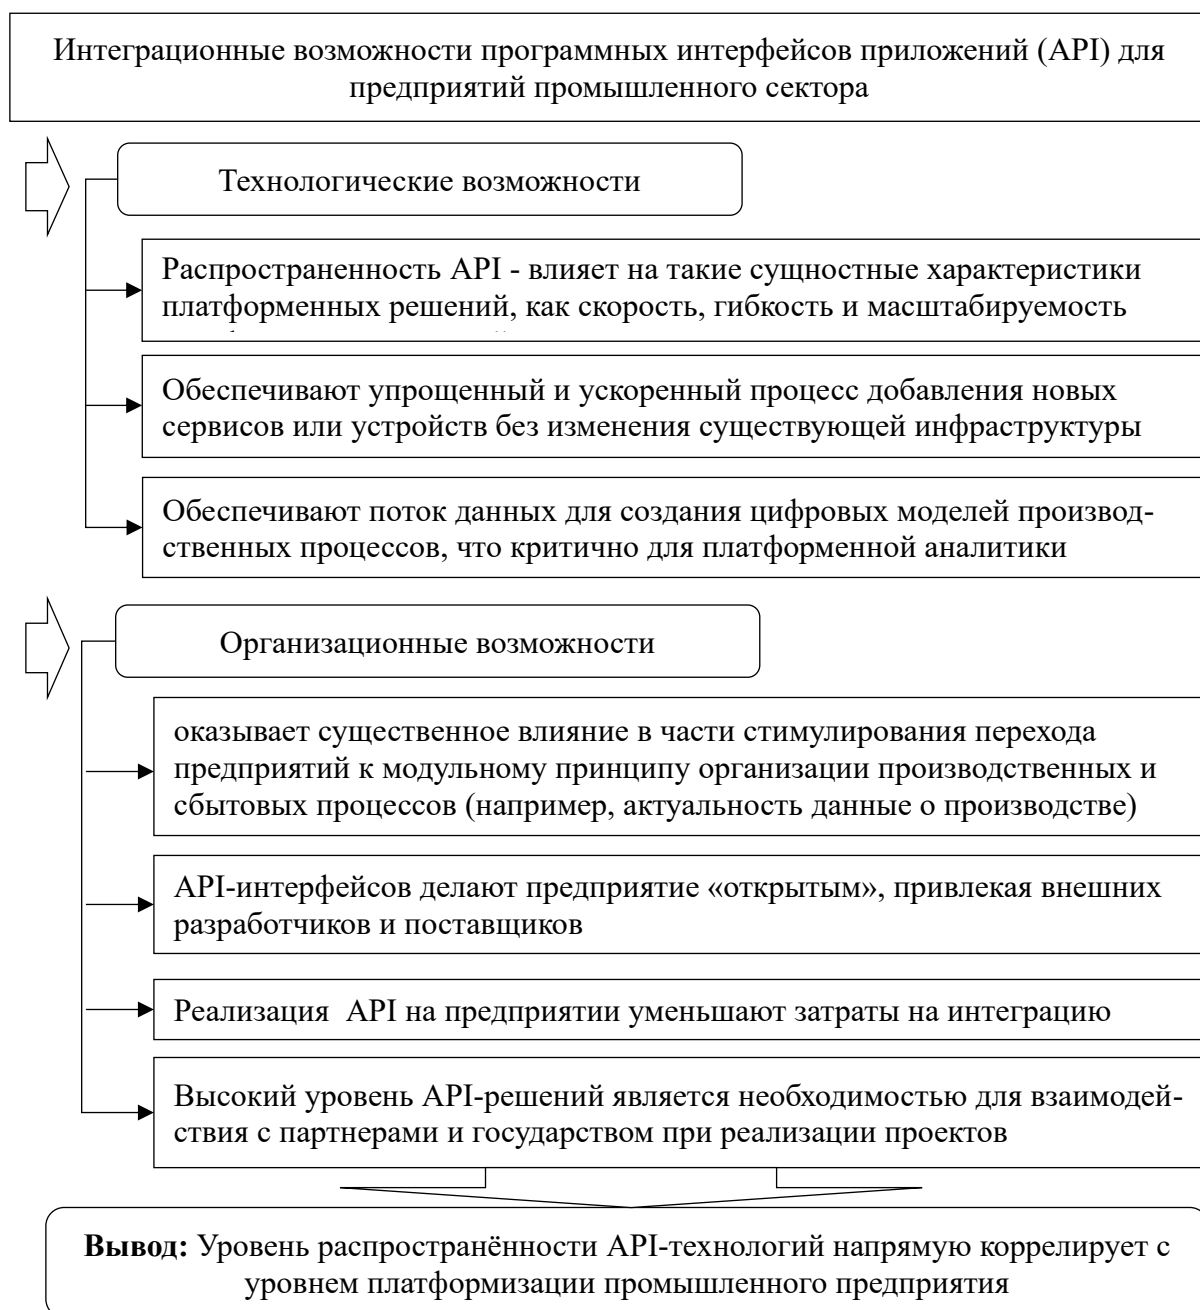 Интеграционные возможности программных интерфейсов приложений (API) для
предприятий промышленного сектора
Технологические возможности
Распространенность API - влияет на такие сущностные характеристики
платформенных решений, как скорость, гибкость и масштабируемость
Обеспечивают упрощенный и ускоренный процесс добавления новых
сервисов или устройств без изменения существующей инфраструктуры
Обеспечивают поток данных для создания цифровых моделей производ-
ственных процессов, что критично для платформенной аналитики
Организационные возможности
оказывает существенное влияние в части стимулирования перехода
предприятий к модульному принципу организации производственных и
сбытовых процессов (например, актуальность данные о производстве)
API-интерфейсов делают предприятие «открытым», привлекая внешних
разработчиков и поставщиков
Реализация  API на предприятии уменьшают затраты на интеграцию
Высокий уровень API-решений является необходимостью для взаимодей-
ствия с партнерами и государством при реализации проектов
Вывод: Уровень распространённости API-технологий напрямую коррелирует с
уровнем платформизации промышленного предприятия